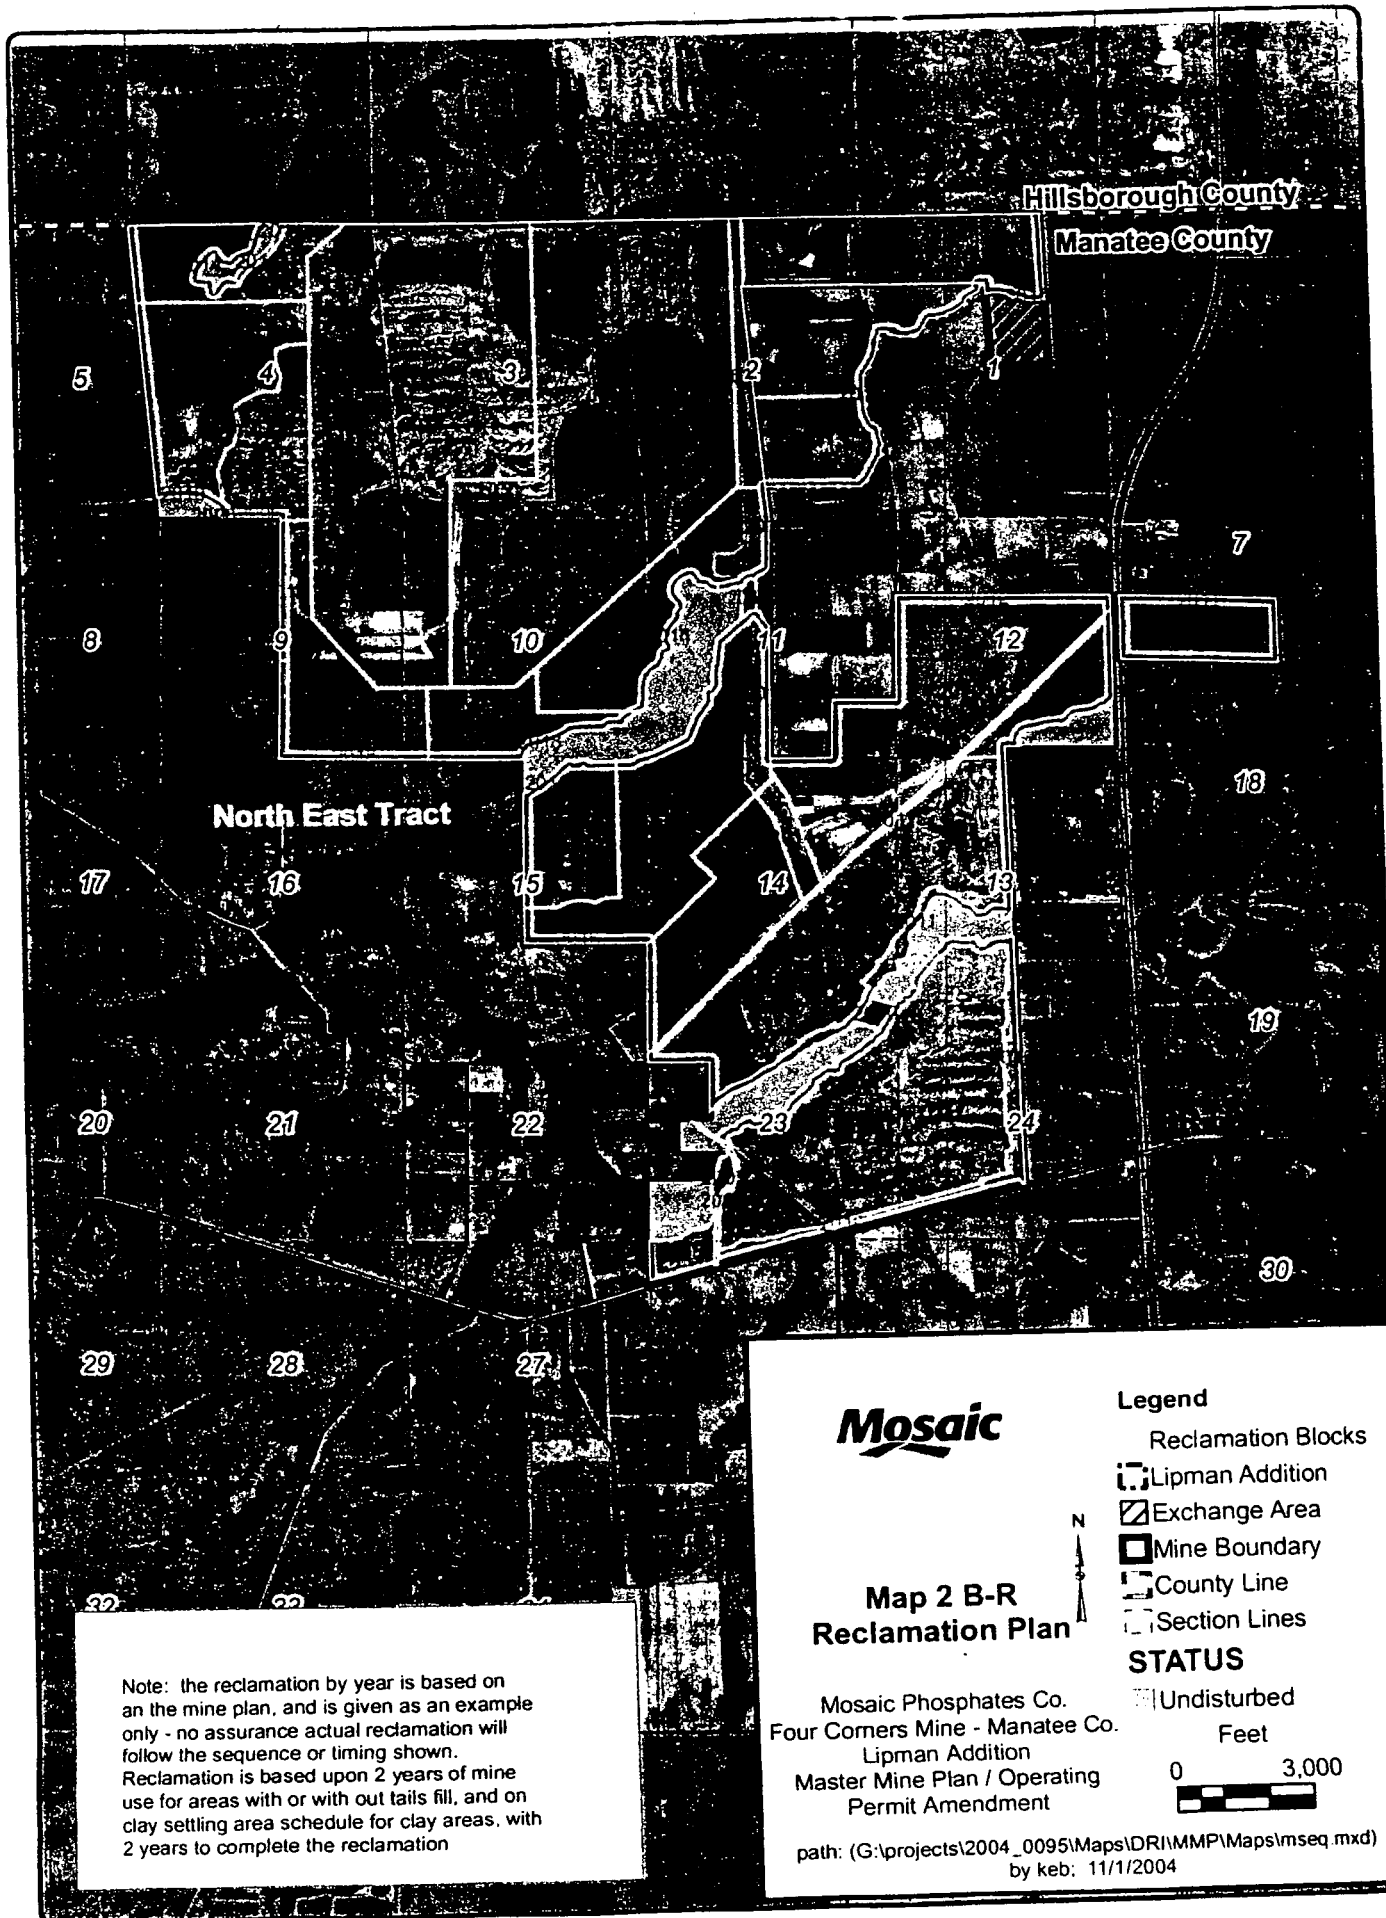 Hillsborough County
Manatee County
5
4
3
2
1
7
8
9
10
11
12
North East Tract
18
17
16
15
14
13
19
20
21
22
23
24
30
29
28
27
32
Mosaic
Legend
Reclamation Blocks
Lipman Addition
Exchange Area
Mine Boundary
County Line
Section Lines
STATUS
Undisturbed
Feet
0 3,000
N
Map 2 B-R
Reclamation Plan
Mosaic Phosphates Co.
Four Corners Mine - Manatee Co.
Lipman Addition
Master Mine Plan / Operating
Permit Amendment
path: (G:\projects\2004_0095\Maps\DRI\MMP\Maps\mseq.mxd)
by keb; 11/1/2004
Note: the reclamation by year is based on
an the mine plan, and is given as an example
only - no assurance actual reclamation will
follow the sequence or timing shown.
Reclamation is based upon 2 years of mine
use for areas with or with out tails fill, and on
clay settling area schedule for clay areas, with
2 years to complete the reclamation